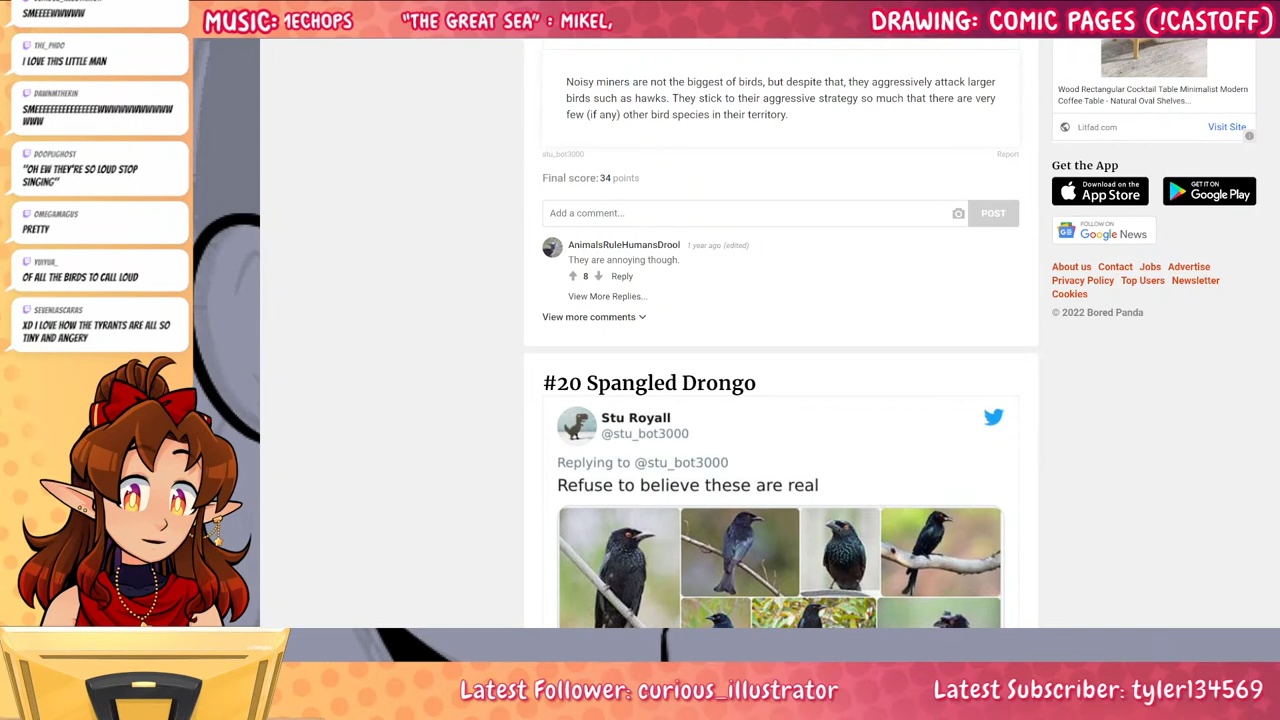 MUSIC: 1ECHOPS
"THE GREAT SEA" : MIKEL,
DRAWING: COMIC PAGES (!CASTOFF)
SMEEEWWWWW
THE_PHDO
I LOVE THIS LITTLE MAN
DAWNMTHERIN
SMEEEEEEEEEEEEEEEWWWWWWWWWWWW
WWW
DOOPLIGHOST
"OH EW THEY'RE SO LOUD STOP
SINGING"
OMEGAMAGUS
PRETTY
YUIYUA_
OF ALL THE BIRDS TO CALL LOUD
SEVENLASCARAS
XD I LOVE HOW THE TYRANTS ARE ALL SO
TINY AND ANGERY
Noisy miners are not the biggest of birds, but despite that, they aggressively attack larger
birds such as hawks. They stick to their aggressive strategy so much that there are very
few (if any) other bird species in their territory.
stu_bot3000
Report
Final score: 34 points
Add a comment...
POST
AnimalsRuleHumansDrool 1 year ago (edited)
They are annoying though.
8 Reply
View More Replies...
View more comments
#20 Spangled Drongo
Stu Royall
@stu_bot3000
Replying to @stu_bot3000
Refuse to believe these are real
Wood Rectangular Cocktail Table Minimalist Modern
Coffee Table - Natural Oval Shelves...
Litfad.com
Visit Site
Get the App
Download on the
App Store
GET IT ON
Google Play
FOLLOW ON
Google News
About us Contact Jobs Advertise
Privacy Policy Top Users Newsletter
Cookies
© 2022 Bored Panda
Latest Follower: curious_illustrator
Latest Subscriber: tyler134569